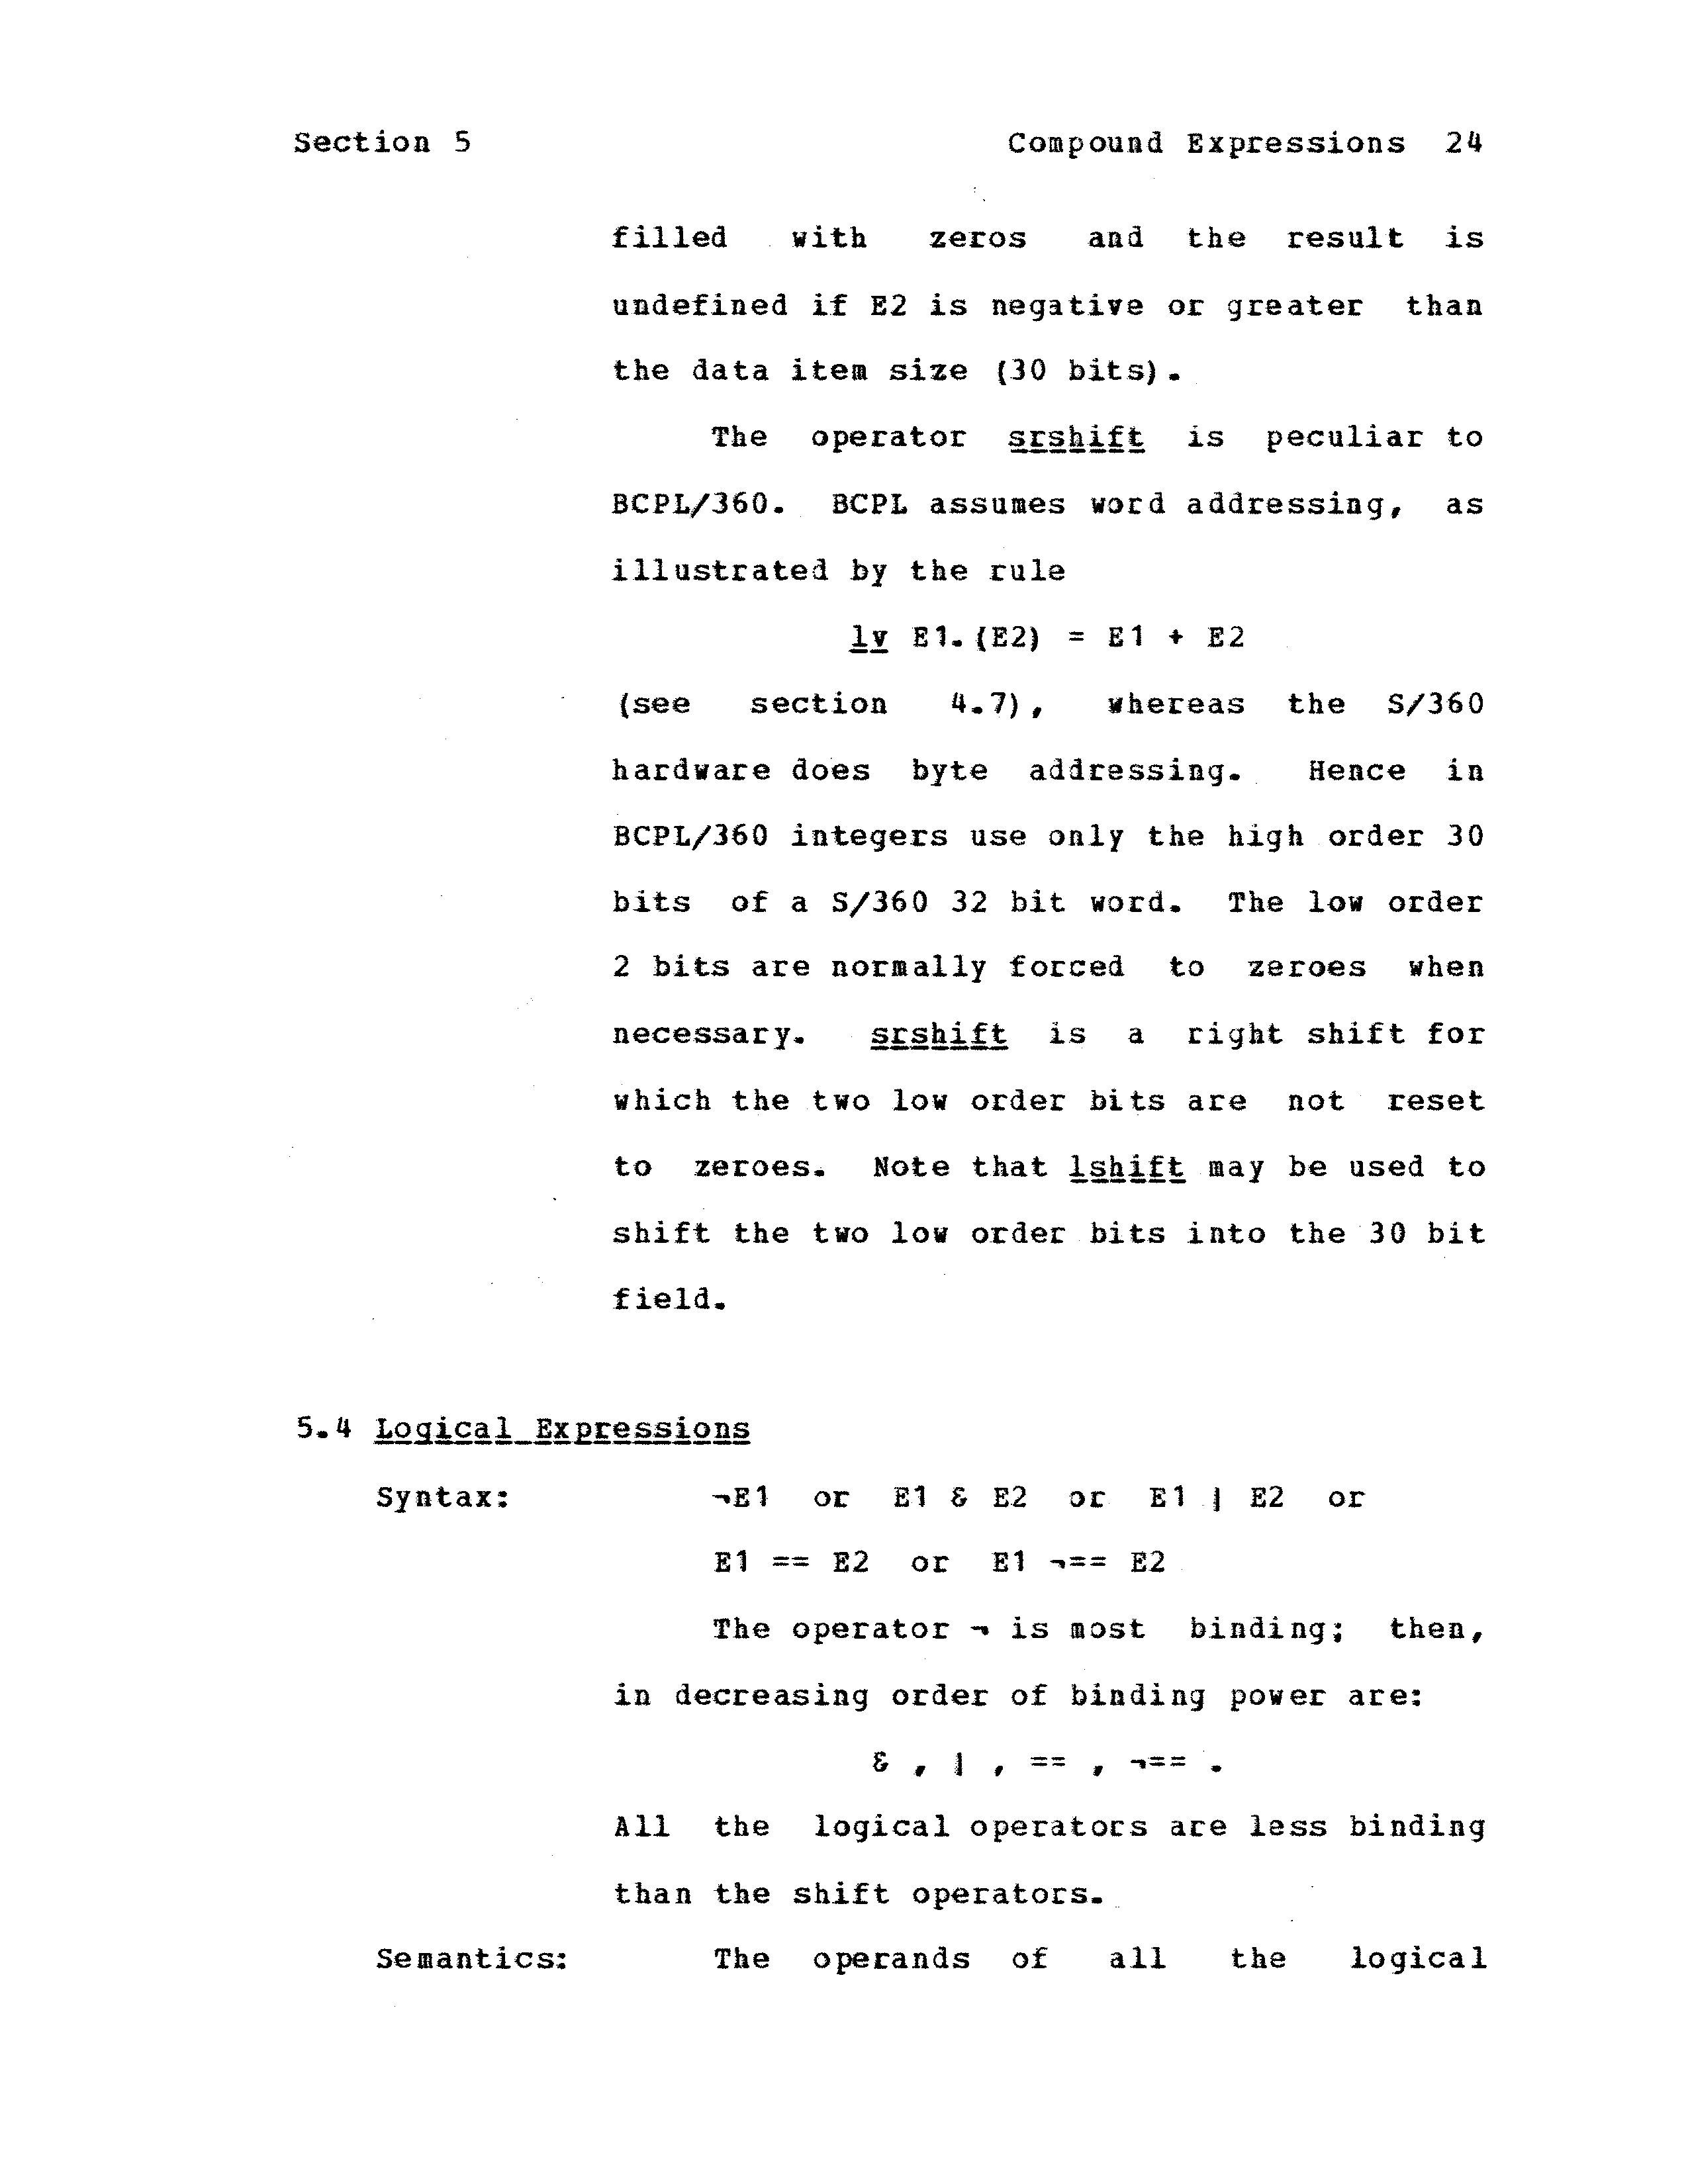 Section 5 Compound Expressions 24
filled with zeros and the result is
undefined if E2 is negative or greater than
the data item size (30 bits).
The operator srshift is peculiar to
BCPL/360. BCPL assumes word addressing, as
illustrated by the rule
lv E1.(E2) = E1 + E2
(see section 4.7), whereas the S/360
hardware does byte addressing. Hence in
BCPL/360 integers use only the high order 30
bits of a S/360 32 bit word. The low order
2 bits are normally forced to zeroes when
necessary. srshift is a right shift for
which the two low order bits are not reset
to zeroes. Note that lshift may be used to
shift the two low order bits into the 30 bit
field.
5.4 Logical Expressions
Syntax: ¬E1 or E1 & E2 or E1 | E2 or
E1 == E2 or E1 ¬== E2
The operator ¬ is most binding; then,
in decreasing order of binding power are:
& , | , == , ¬== .
All the logical operators are less binding
than the shift operators.
Semantics: The operands of all the logical